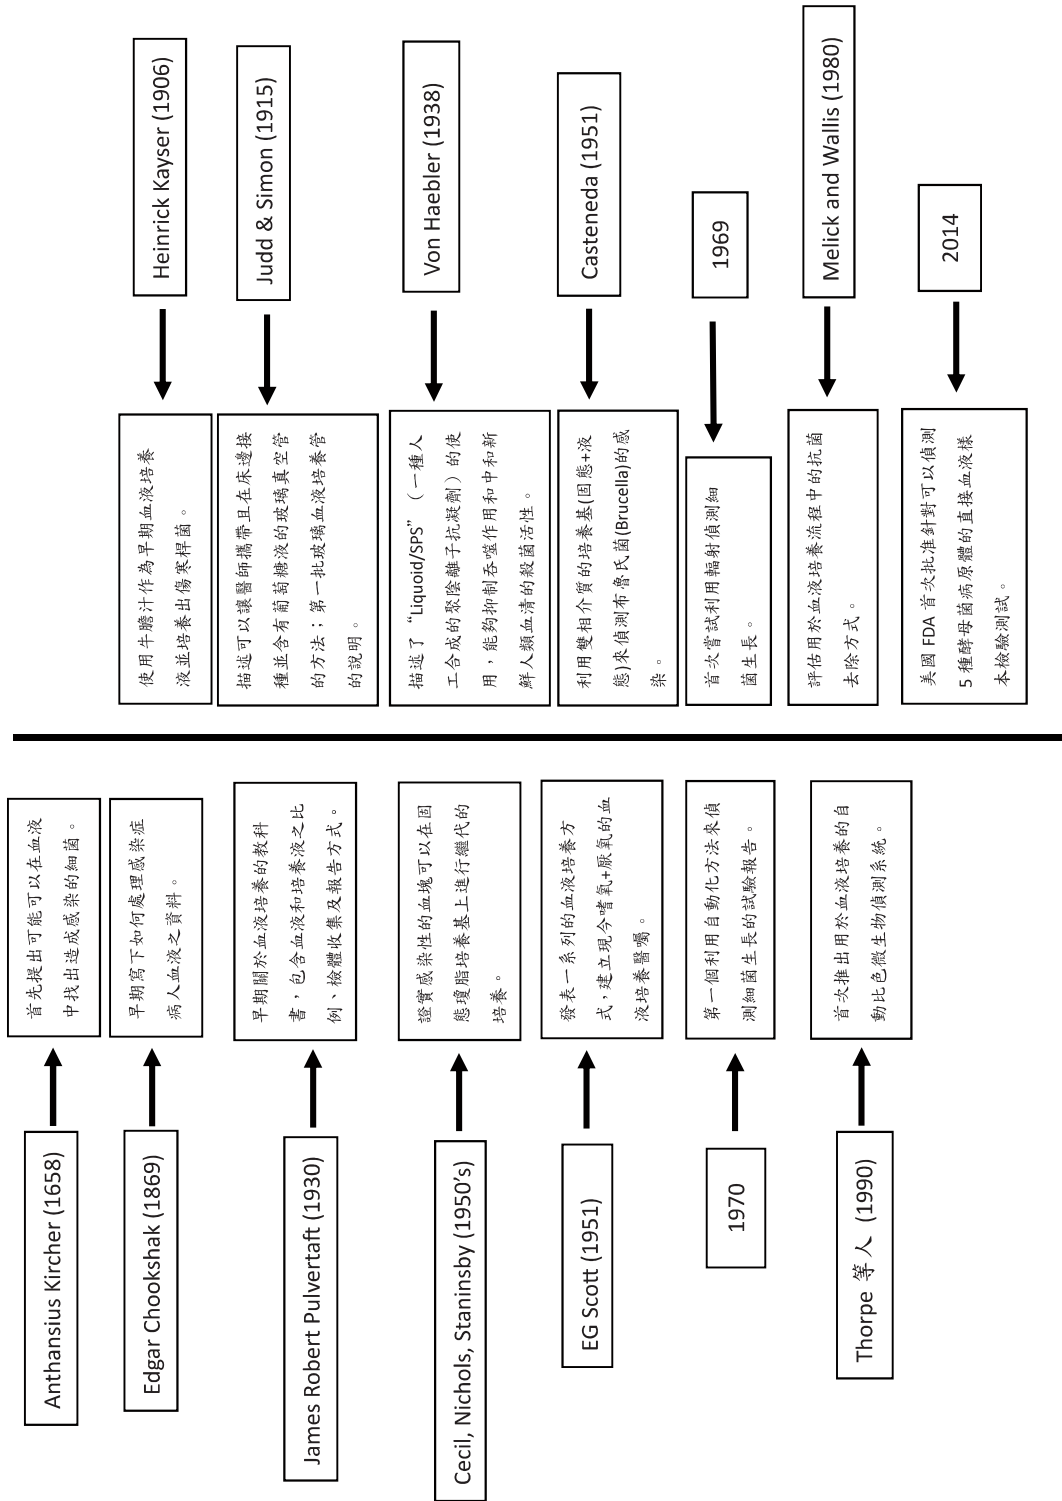 Anthansius Kircher (1658)
首先提出可能可以在血液
中找出造成感染的細菌。
Edgar Chookshak (1869)
早期寫下如何處理感染症
病人血液之資料。
使用牛膽汁作為早期血液培養
液並培養出傷寒桿菌。
Heinrick Kayser (1906)
描述可以讓醫師攜帶且在床邊接
種並含有葡萄糖液的玻璃真空管
的方法；第一批玻璃血液培養管
的說明。
Judd & Simon (1915)
James Robert Pulvertaft (1930)
早期關於血液培養的教科
書，包含血液和培養液之比
例、檢體收集及報告方式。
描述了“Liquoid/SPS”（一種人
工合成的聚陰離子抗凝劑）的使
用，能夠抑制吞噬作用和中和新
鮮人類血清的殺菌活性。
Von Haebler (1938)
Cecil, Nichols, Staninsby (1950’s)
證實感染性的血塊可以在固
態瓊脂培養基上進行繼代的
培養。
EG Scott (1951)
發表一系列的血液培養方
式，建立現今嗜氧+厭氧的血
液培養醫囑。
利用雙相介質的培養基(固態+液
態)來偵測布魯氏菌(Brucella)的感
染。
Casteneda (1951)
首次嘗試利用輻射偵測細
菌生長。
1969
1970
第一個利用自動化方法來偵
測細菌生長的試驗報告。
評估用於血液培養流程中的抗菌
去除方式。
Melick and Wallis (1980)
Thorpe 等人 (1990)
首次推出用於血液培養的自
動比色微生物偵測系統。
美國 FDA 首次批准針對可以偵測
5 種酵母菌病原體的直接血液樣
本檢驗測試。
2014